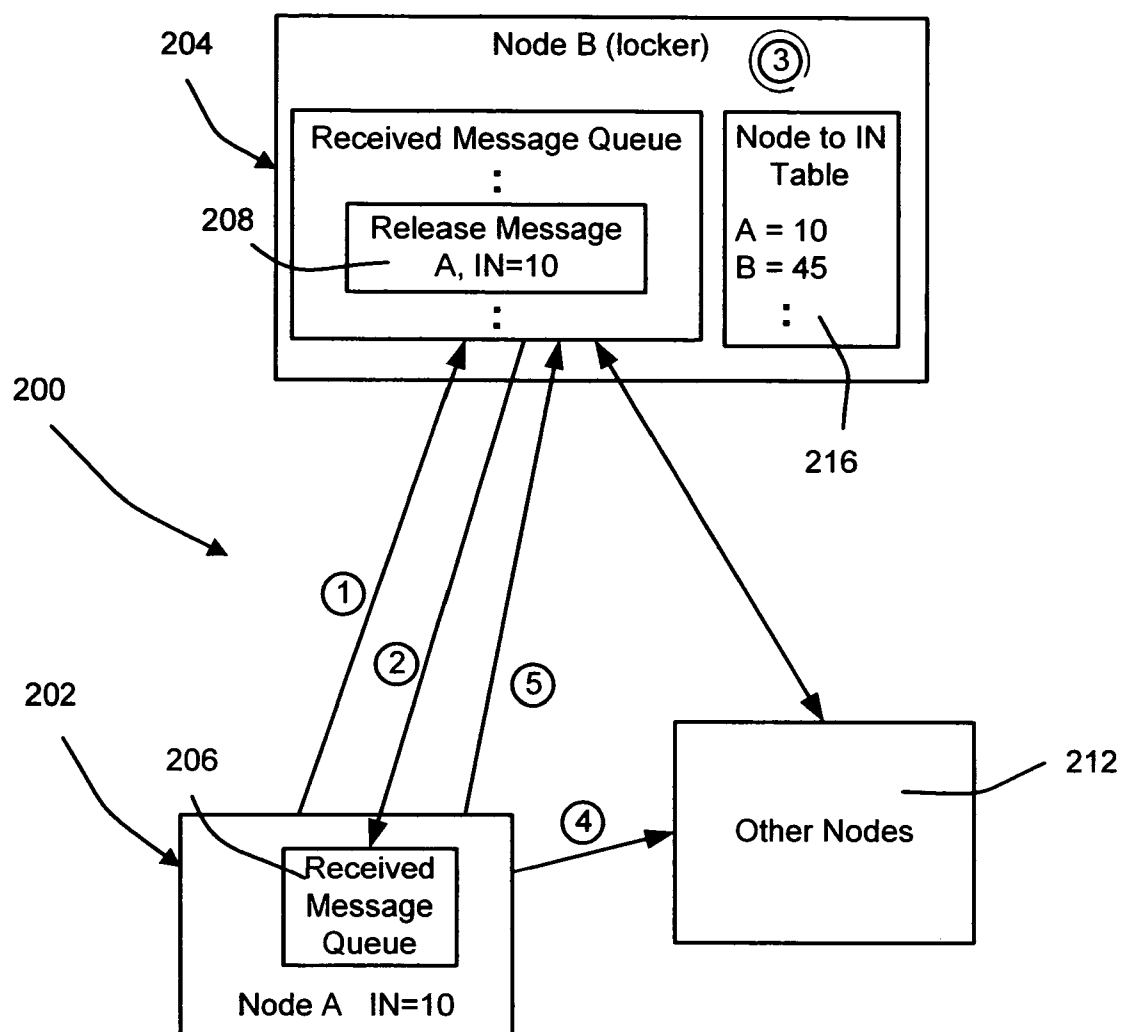 204
Node B (locker)
3
Received Message Queue
:
Release Message
A, IN=10
:
208
Node to IN
Table
A = 10
B = 45
:
216
200
1
2
5
202
206
4
212
Other Nodes
Received
Message
Queue
Node A IN=10